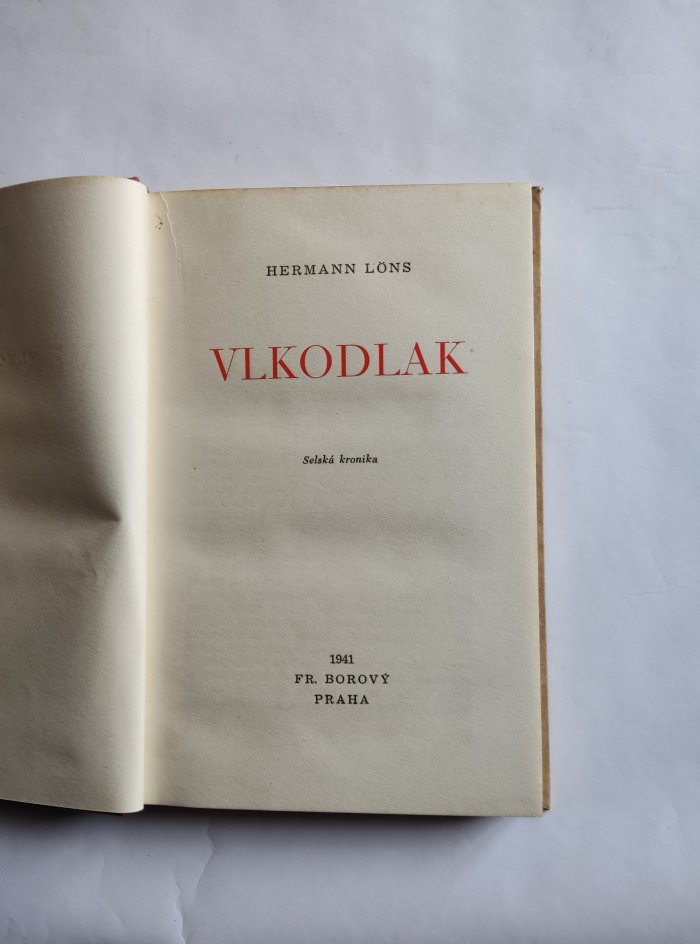 HERMANN LÖNS
VLKODLAK
Selská kronika
1941
FR. BOROVÝ
PRAHA